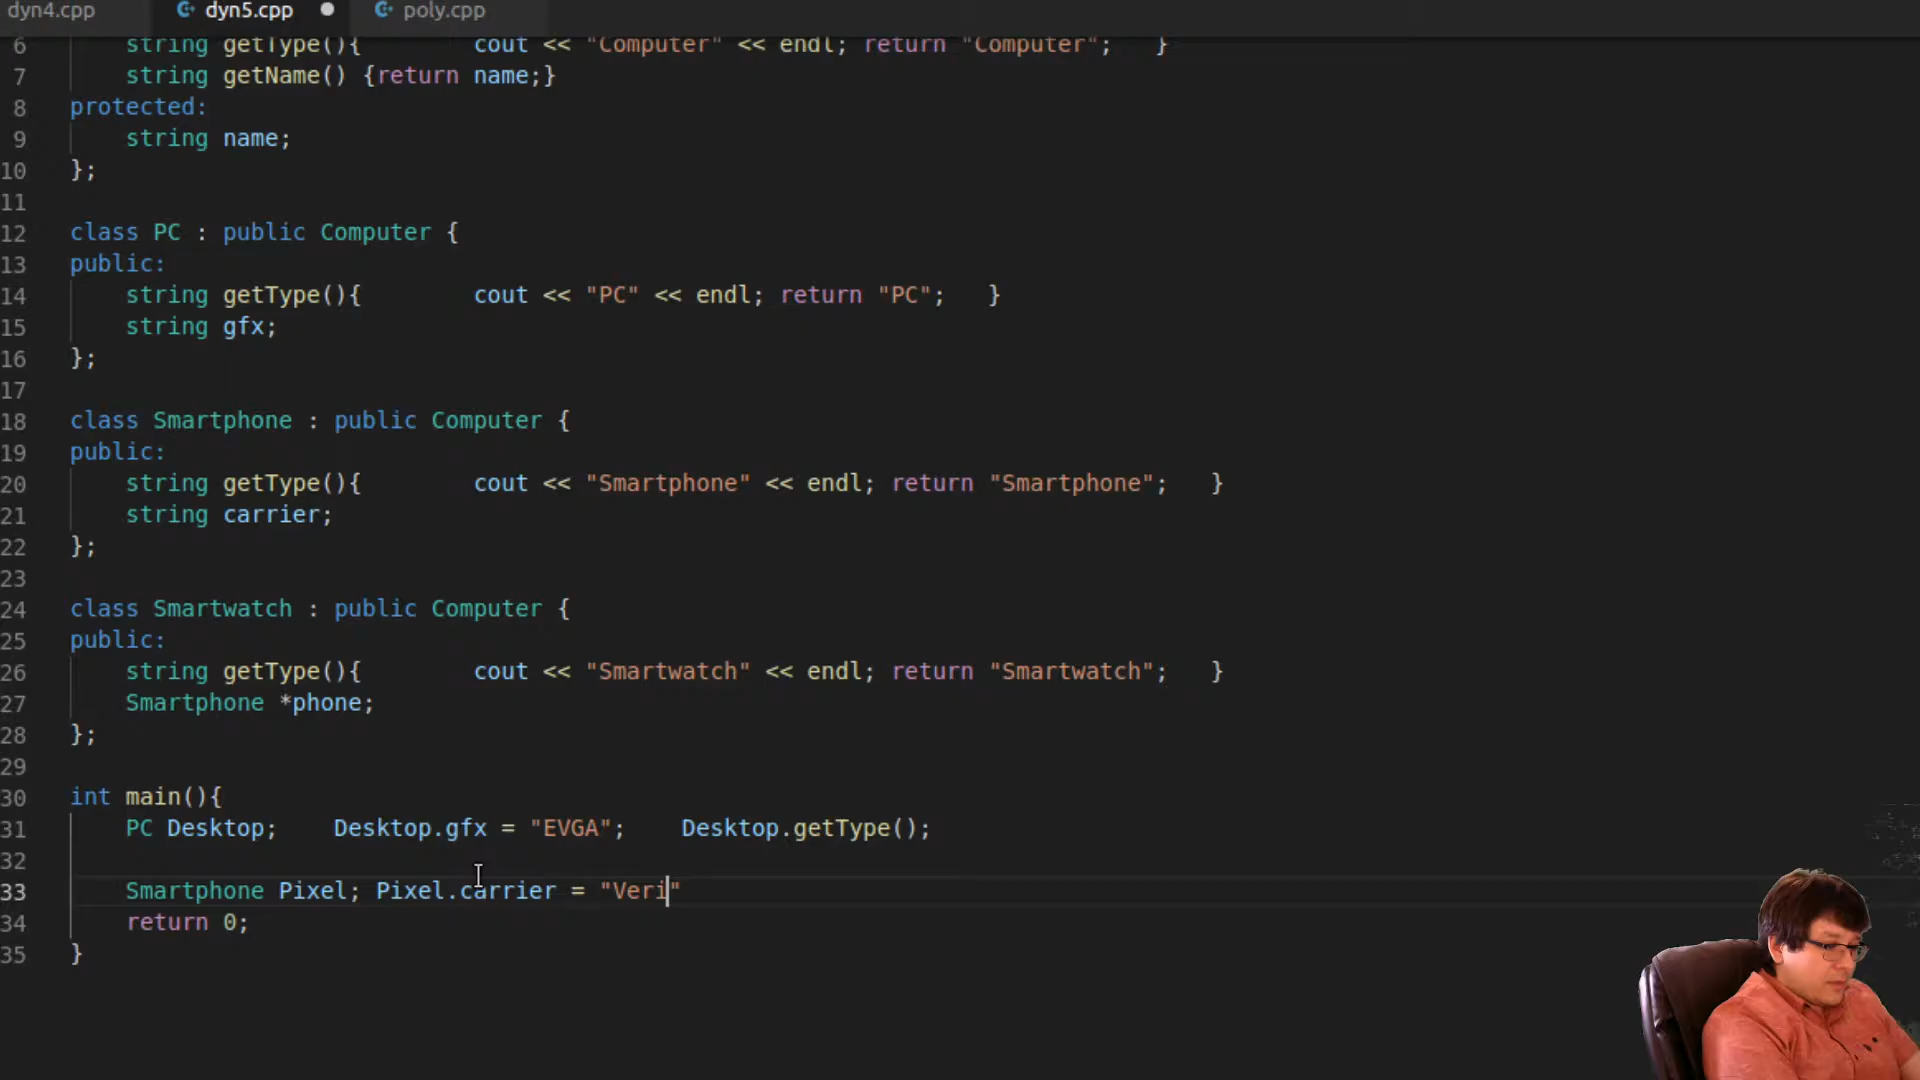 dyn4.cpp dyn5.cpp poly.cpp
6 string getType(){ cout << "Computer" << endl; return "Computer"; }
7 string getName() {return name;}
8 protected:
9 string name;
10 };
11
12 class PC : public Computer {
13 public:
14 string getType(){ cout << "PC" << endl; return "PC"; }
15 string gfx;
16 };
17
18 class Smartphone : public Computer {
19 public:
20 string getType(){ cout << "Smartphone" << endl; return "Smartphone"; }
21 string carrier;
22 };
23
24 class Smartwatch : public Computer {
25 public:
26 string getType(){ cout << "Smartwatch" << endl; return "Smartwatch"; }
27 Smartphone *phone;
28 };
29
30 int main(){
31 PC Desktop; Desktop.gfx = "EVGA"; Desktop.getType();
32
33 Smartphone Pixel; Pixel.carrier = "Veri"
34 return 0;
35 }